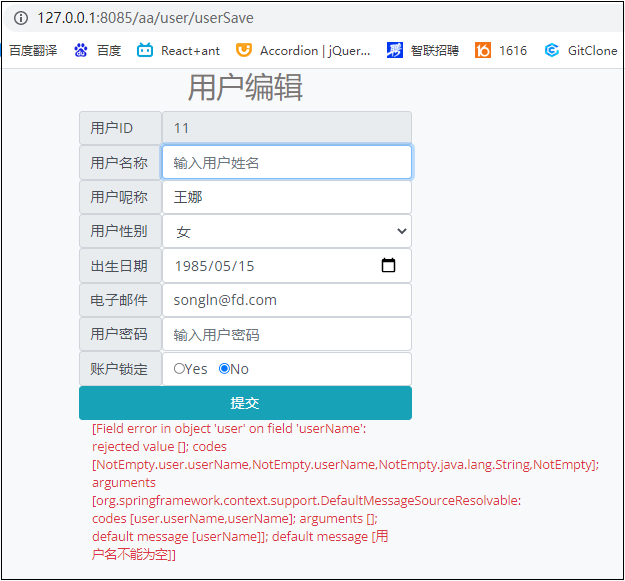 127.0.0.1:8085/aa/user/userSave
百度翻译 百度 React+ant Accordion | jQuer... 智联招聘 1616 GitClone
用户编辑
用户ID 11
用户名称 输入用户姓名
用户昵称 王娜
用户性别 女
出生日期 1985/05/15
电子邮件 songln@fd.com
用户密码 输入用户密码
账户锁定 Yes No
提交
[Field error in object 'user' on field 'userName':
rejected value []; codes
[NotEmpty.user.userName,NotEmpty.userName,NotEmpty.java.lang.String,NotEmpty];
arguments
[org.springframework.context.support.DefaultMessageSourceResolvable:
codes [user.userName,userName]; arguments [];
default message [userName]]; default message [用
户名不能为空]]